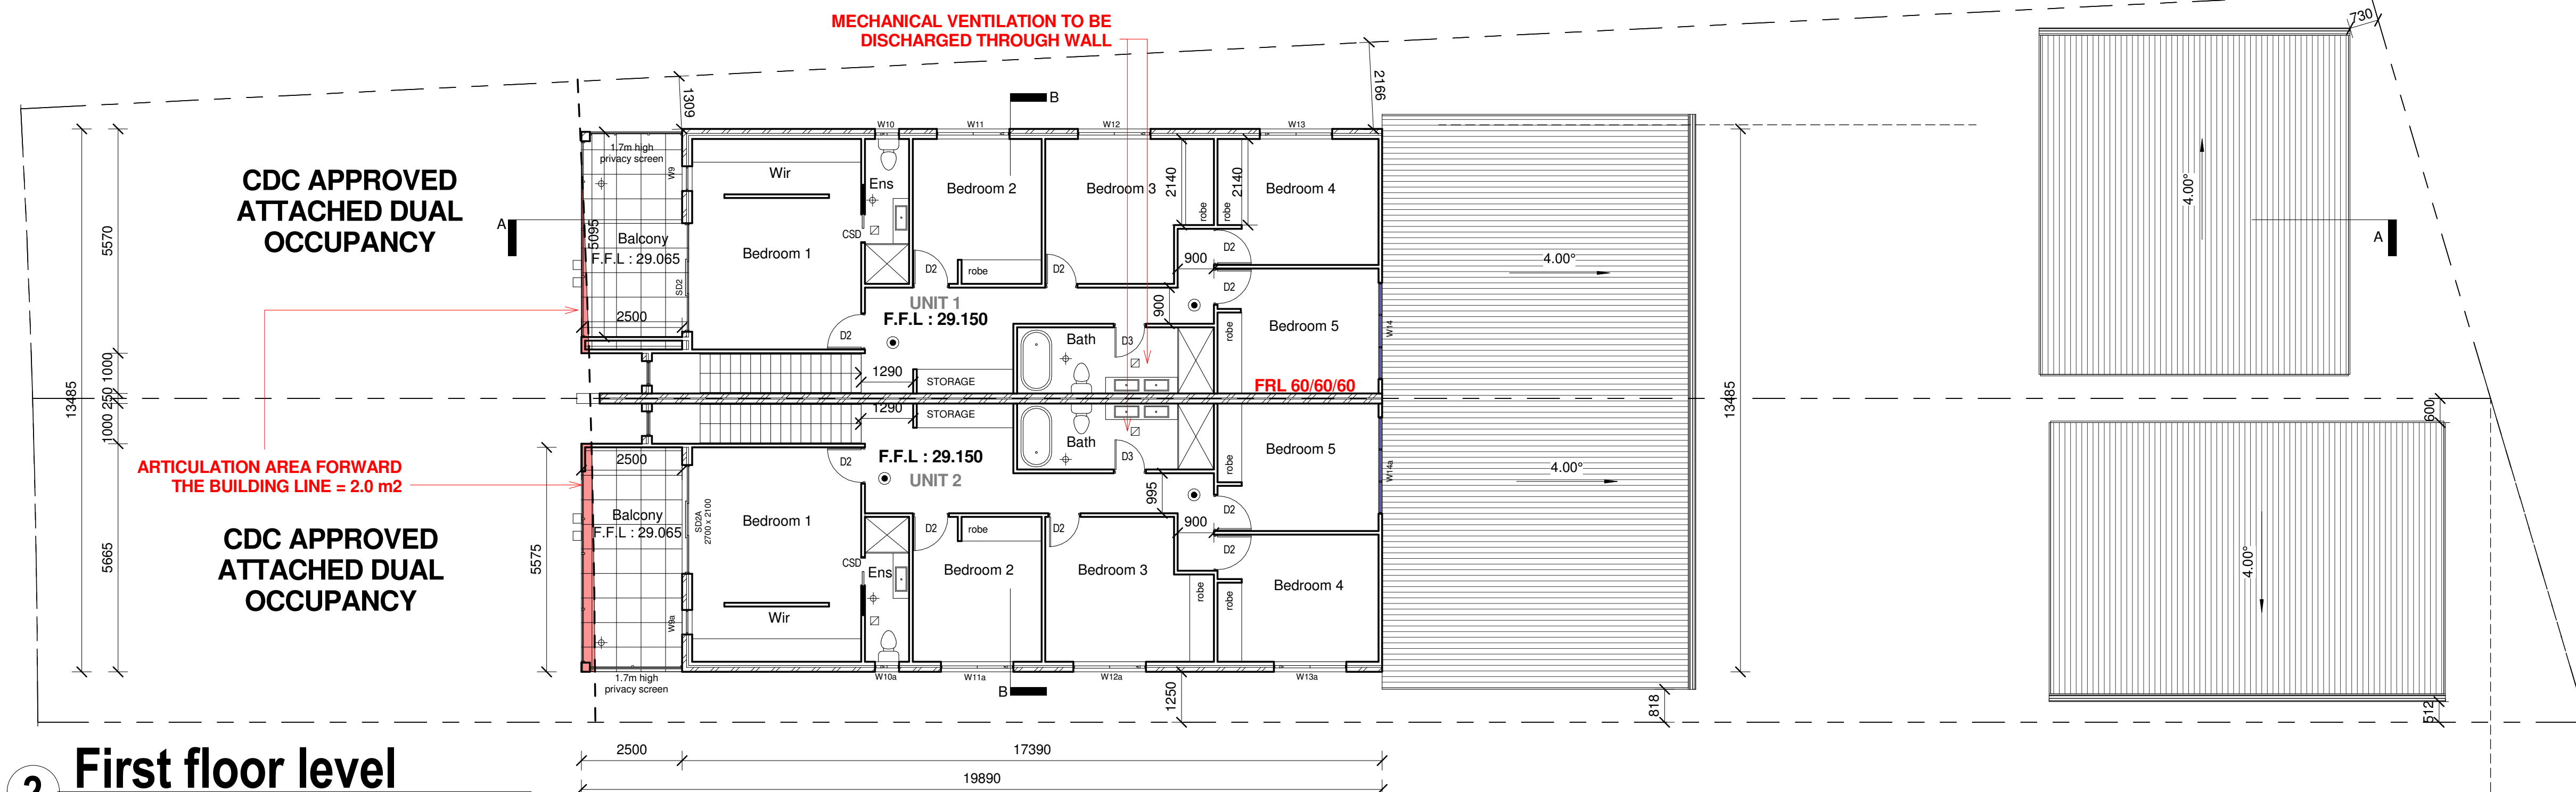 MECHANICAL VENTILATION TO BE
DISCHARGED THROUGH WALL
730
1309
2166
B
W10
W11
W12
W13
1.7m high
privacy screen
CDC APPROVED
ATTACHED DUAL
OCCUPANCY
W9
Wir
Ens
Bedroom 2
Bedroom 3
2140
robe
2140
robe
Bedroom 4
4.00°
A
A
5570
5095
Balcony
F.F.L : 29.065
SD2
Bedroom 1
CSD
D2
robe
D2
900
D2
D2
4.00°
2500
UNIT 1
F.F.L : 29.150
900
D2
Bath
D3
robe
Bedroom 5
W14
1290
STORAGE
FRL 60/60/60
13485
1000
250
1000
13485
600
1290
STORAGE
Bath
D3
robe
Bedroom 5
W14a
ARTICULATION AREA FORWARD
THE BUILDING LINE = 2.0 m2
2500
D2
F.F.L : 29.150
UNIT 2
995
4.00°
Balcony
F.F.L : 29.065
SD2A
2700 x 2100
Bedroom 1
D2
robe
D2
900
D2
D2
CDC APPROVED
ATTACHED DUAL
OCCUPANCY
5665
5575
CSD
Ens
Bedroom 2
Bedroom 3
robe
robe
Bedroom 4
4.00°
W9a
Wir
1.7m high
privacy screen
W10a
W11a
W12a
W13a
B
1250
818
512
2500
17390
19890
2
First floor level